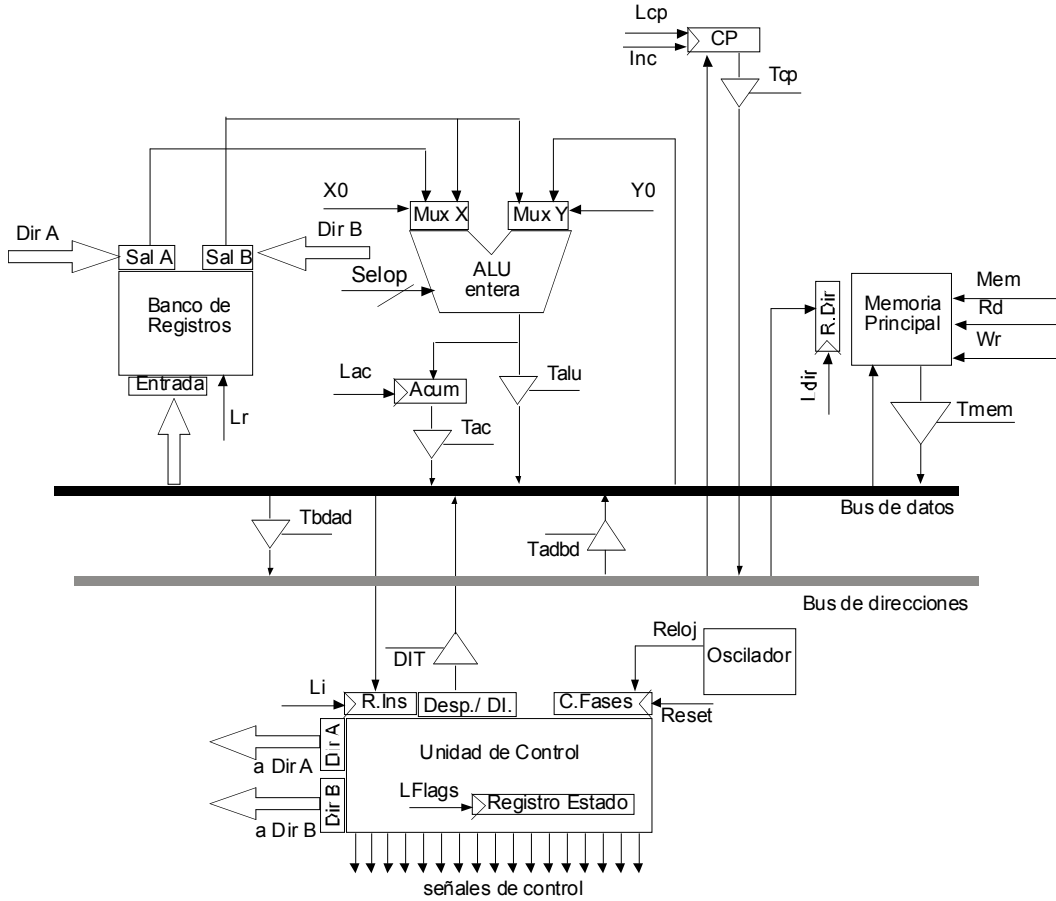 Lcp
CP
Inc
Tcp
X0
Y0
Mux X
Mux Y
Dir A
Dir B
Sal A
Sal B
Selop
ALU
entera
Banco de
Registros
R.Dir
Memoria
Principal
Mem
Rd
Wr
Ldir
Entrada
Lr
Lac
Acum
Talu
Tac
Tmem
Bus de datos
Tbdad
Tadbd
Bus de direcciones
DIT
Reloj
Oscilador
Li
R.Ins
Desp./ DI.
C.Fases
Reset
Dir A
a Dir A
Unidad de Control
Dir B
a Dir B
LFlags
Registro Estado
señales de control